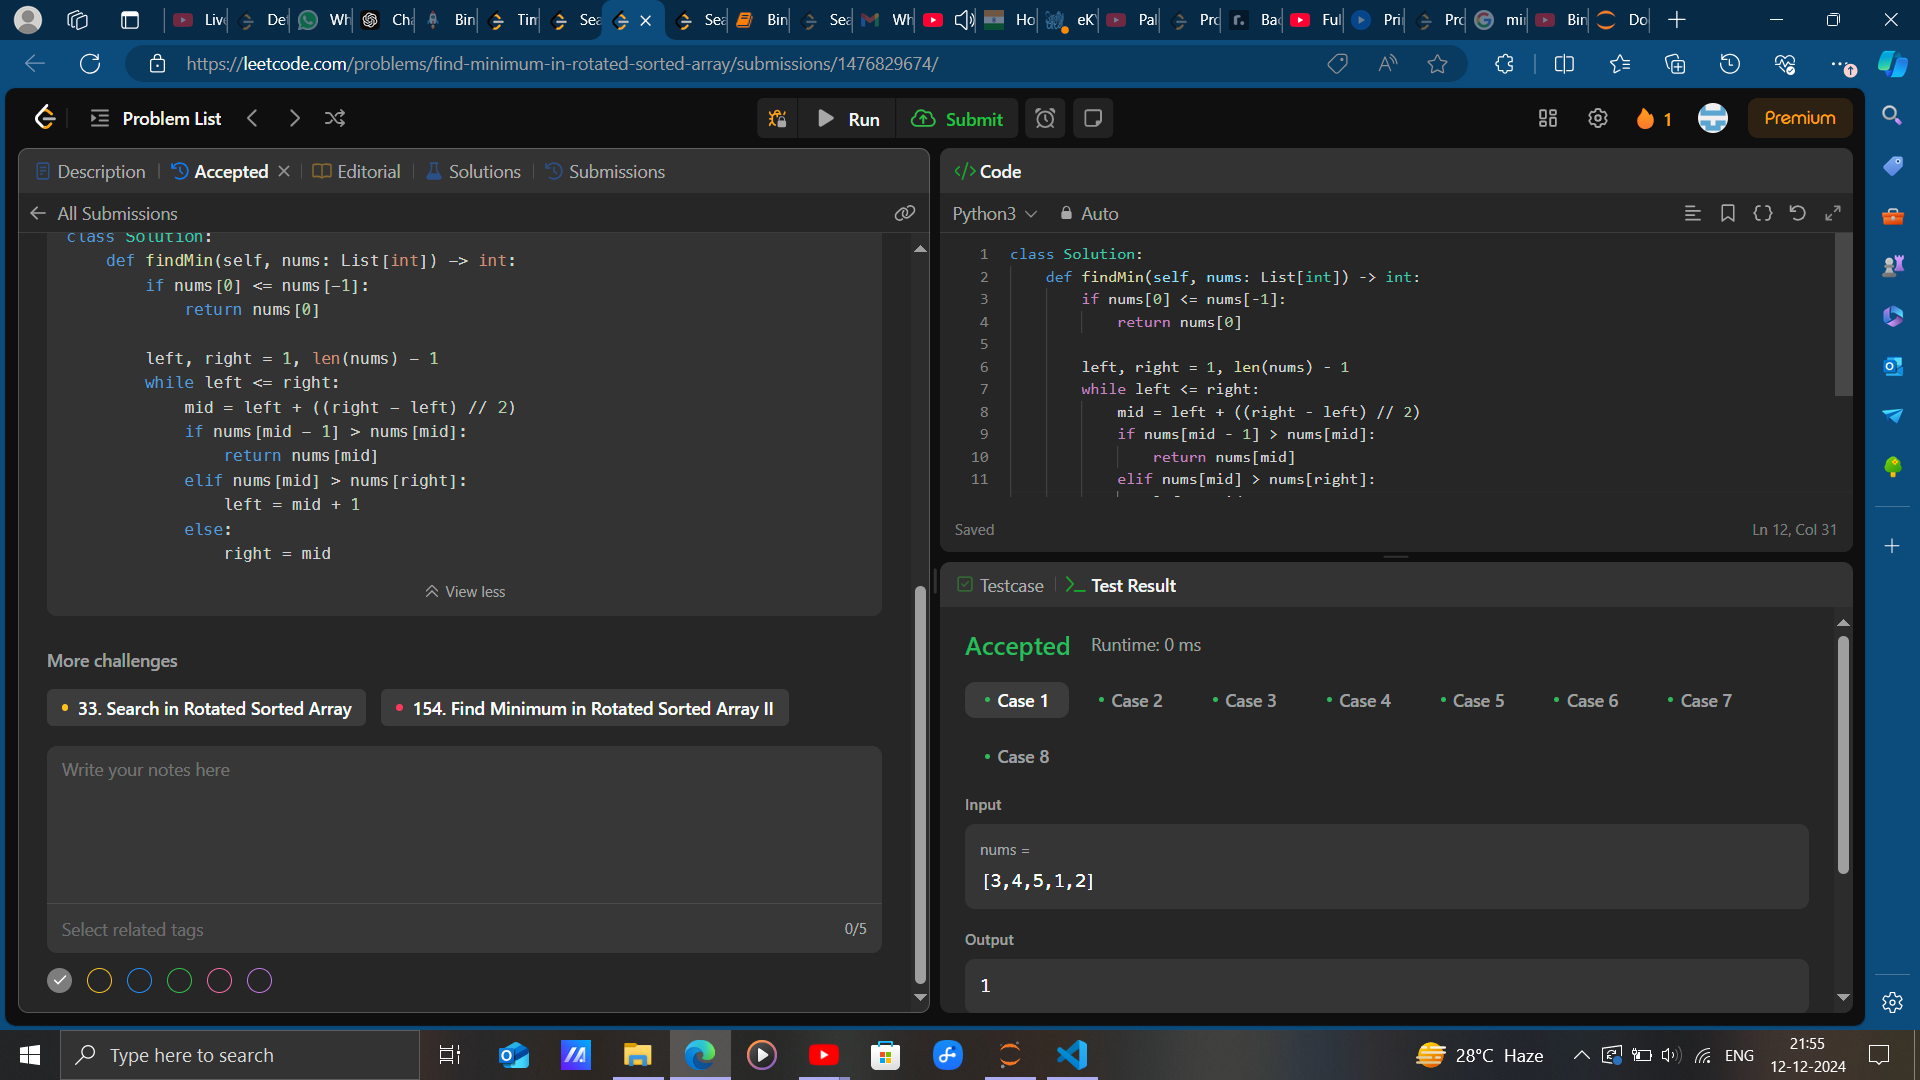 Live
Det
Wh
Cha
Bin
Tim
Sea
Sea
Bin
Sea
Wh
Ho
eKY
Pal
Pro
Bac
Ful
Pri
Pro
min
Bin
Do
https://leetcode.com/problems/find-minimum-in-rotated-sorted-array/submissions/1476829674/
Problem List
Run
Submit
1
Premium
Description
Accepted
Editorial
Solutions
Submissions
All Submissions
class Solution:
def findMin(self, nums: List[int]) -> int:
if nums[0] <= nums[-1]:
return nums[0]
left, right = 1, len(nums) - 1
while left <= right:
mid = left + ((right - left) // 2)
if nums[mid - 1] > nums[mid]:
return nums[mid]
elif nums[mid] > nums[right]:
left = mid + 1
else:
right = mid
View less
More challenges
33. Search in Rotated Sorted Array
154. Find Minimum in Rotated Sorted Array II
Write your notes here
Select related tags
0/5
</> Code
Python3
Auto
1 class Solution:
2 def findMin(self, nums: List[int]) -> int:
3 if nums[0] <= nums[-1]:
4 return nums[0]
5
6 left, right = 1, len(nums) - 1
7 while left <= right:
8 mid = left + ((right - left) // 2)
9 if nums[mid - 1] > nums[mid]:
10 return nums[mid]
11 elif nums[mid] > nums[right]:
Saved
Ln 12, Col 31
Testcase
Test Result
Accepted
Runtime: 0 ms
Case 1
Case 2
Case 3
Case 4
Case 5
Case 6
Case 7
Case 8
Input
nums =
[3,4,5,1,2]
Output
1
Type here to search
28°C Haze
ENG
21:55
12-12-2024